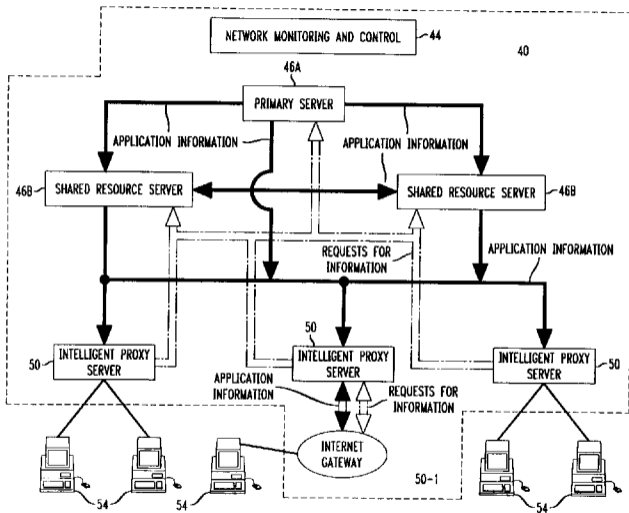 NETWORK MONITORING AND CONTROL
44
40
46A
PRIMARY SERVER
APPLICATION INFORMATION
APPLICATION INFORMATION
46B
SHARED RESOURCE SERVER
SHARED RESOURCE SERVER
46B
REQUESTS FOR
INFORMATION
APPLICATION INFORMATION
50
INTELLIGENT PROXY
SERVER
50
INTELLIGENT PROXY
SERVER
INTELLIGENT PROXY
SERVER
50
APPLICATION
INFORMATION
REQUESTS FOR
INFORMATION
INTERNET
GATEWAY
50-1
54
54
54